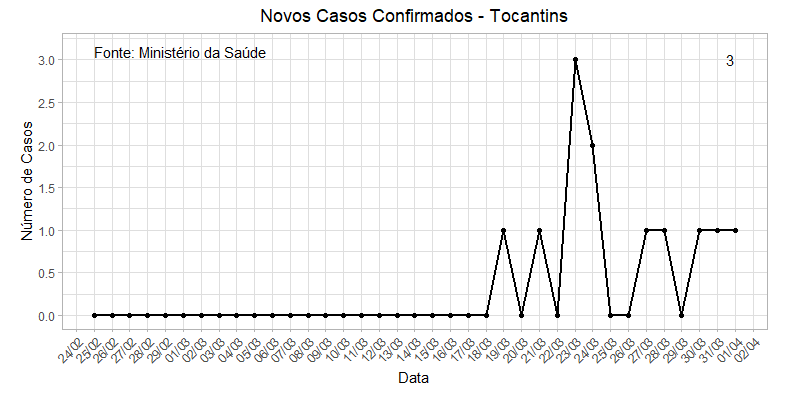 Novos Casos Confirmados - Tocantins
Fonte: Ministério da Saúde
3
Número de Casos
3.0
2.5
2.0
1.5
1.0
0.5
0.0
24/02 25/02 26/02 27/02 28/02 29/02 01/03 02/03 03/03 04/03 05/03 06/03 07/03 08/03 09/03 10/03 11/03 12/03 13/03 14/03 15/03 16/03 17/03 18/03 19/03 20/03 21/03 22/03 23/03 24/03 25/03 26/03 27/03 28/03 29/03 30/03 31/03 01/04 02/04
Data